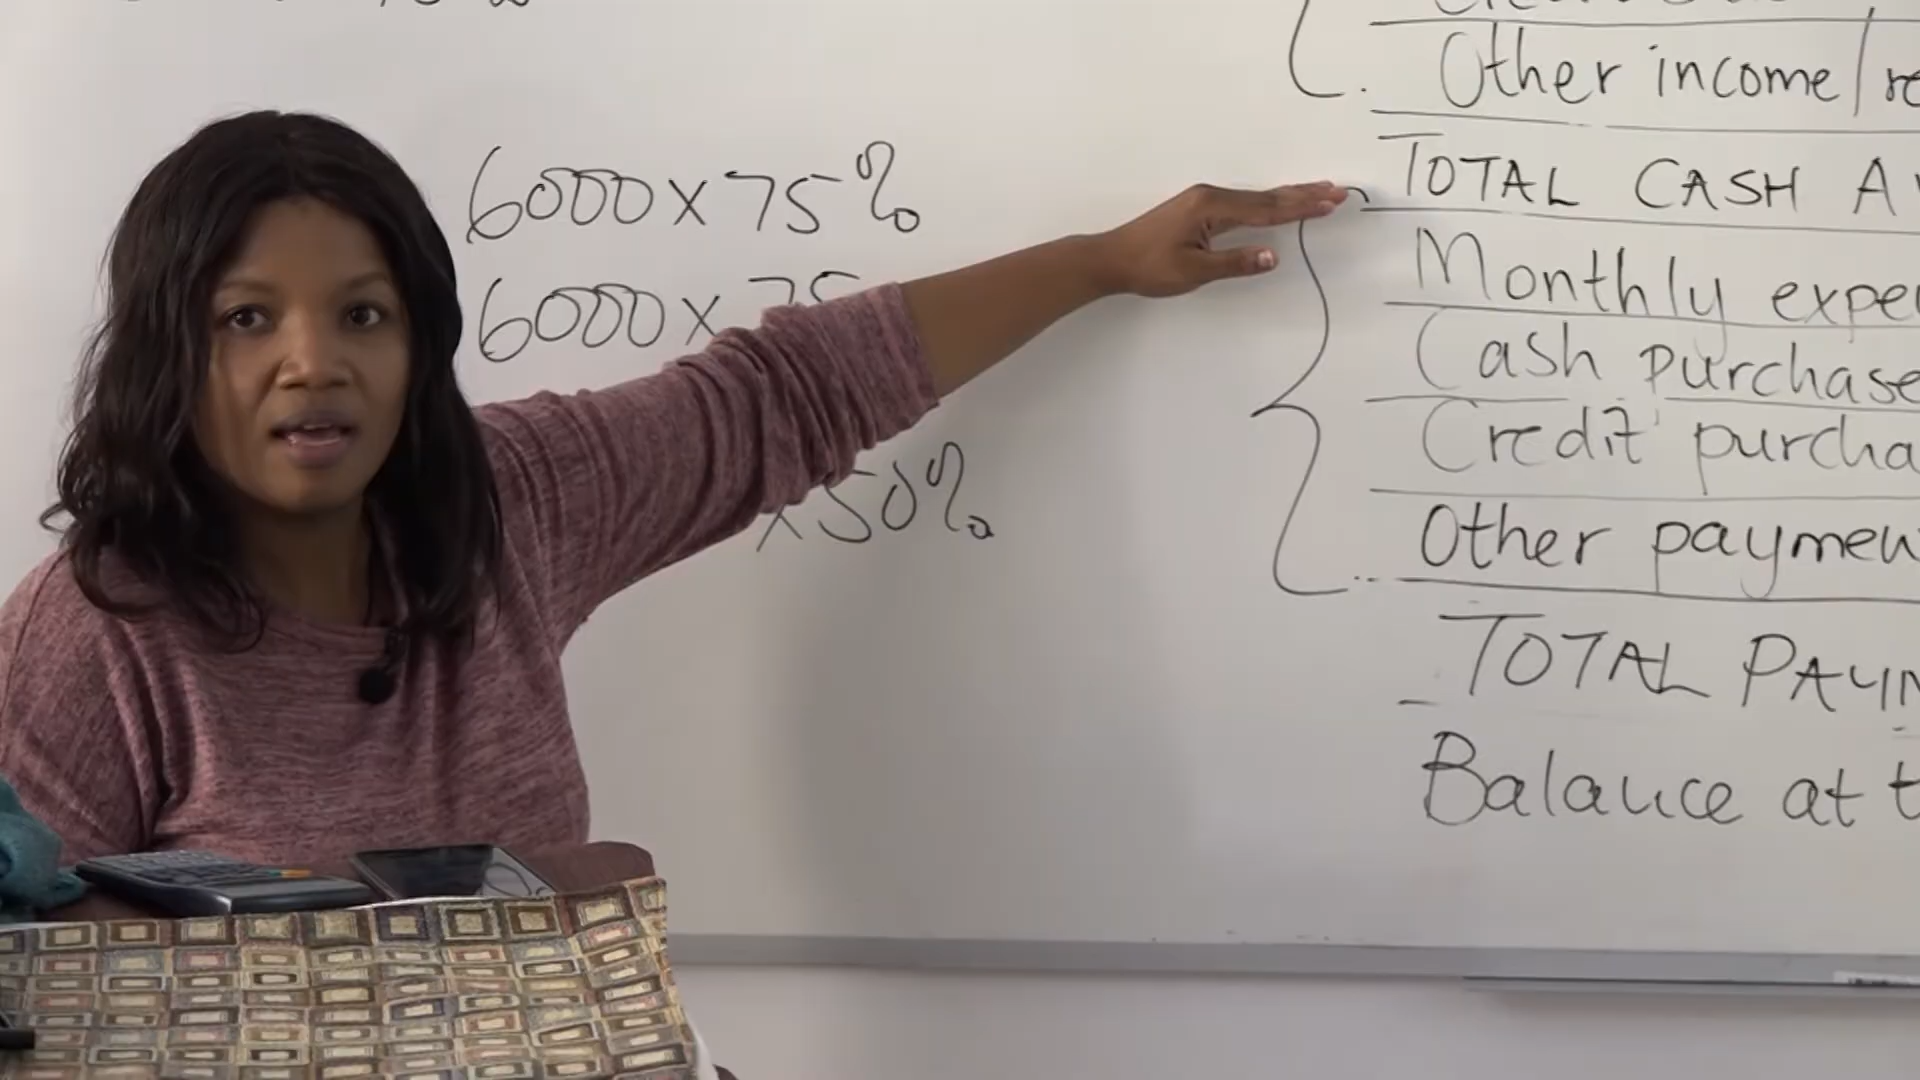 6000 x 75%
6000 x 75
x 50%
Other income/re
TOTAL CASH A
Monthly expe
Cash purchase
Credit purcha
Other paymen
TOTAL PAYM
Balance at t